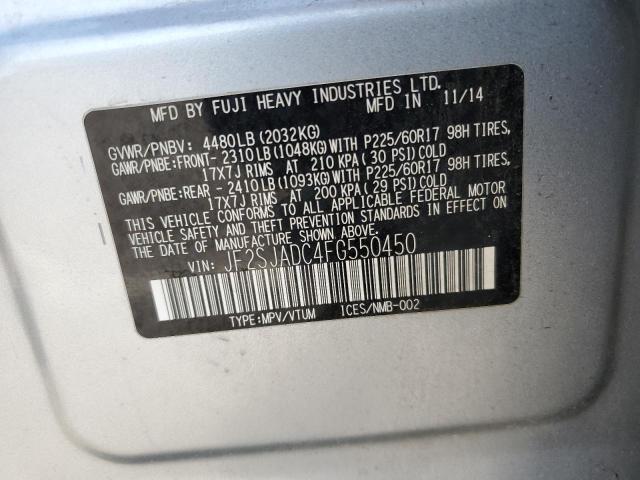 MFD BY FUJI HEAVY INDUSTRIES LTD.
MFD IN 11/14
GVWR/PNBV: 4480LB (2032KG)
GAWR/PNBE:FRONT- 2310LB (1048KG)WITH P225/60R17 98H TIRES,
17X7J RIMS AT 210 KPA (30 PSI) COLD
GAWR/PNBE:REAR - 2410LB (1093KG)WITH P225/60R17 98H TIRES,
17X7J RIMS AT 200 KPA (29 PSI) COLD
THIS VEHICLE CONFORMS TO ALL APPLICABLE FEDERAL MOTOR
VEHICLE SAFETY AND THEFT PREVENTION STANDARDS IN EFFECT ON
THE DATE OF MANUFACTURE SHOWN ABOVE.
VIN: JF2SJADC4FG550450
TYPE:MPV/VTUM ICES/NMB-002